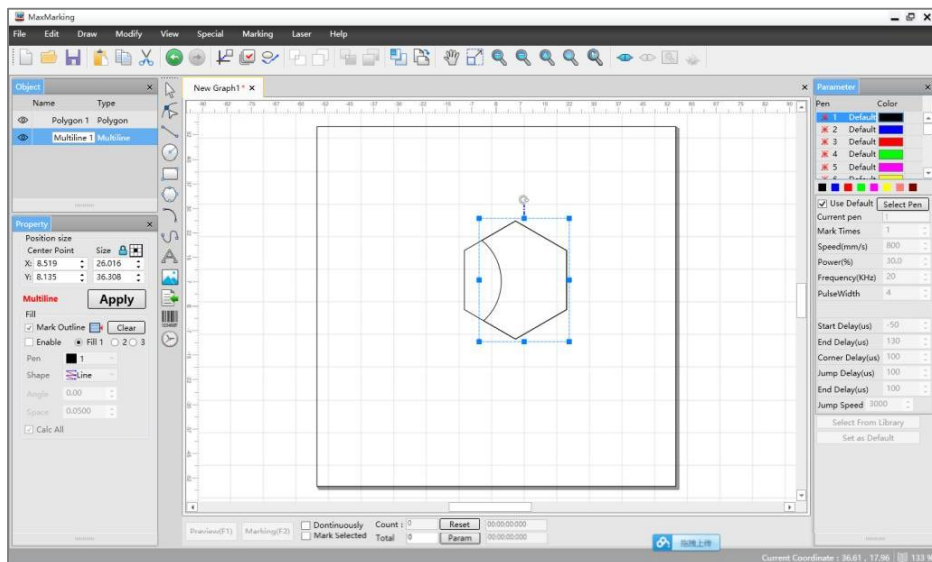 MaxMarking
File Edit Draw Modify View Special Marking Laser Help
Object ×
Name Type
Polygon 1 Polygon
Multiline 1 Multiline
Property ×
Position size
Center Point Size
X: 8.519 26.016
Y: 8.135 36.308
Multiline Apply
Fill
Mark Outline Clear
Enable Fill 1 2 3
Pen 1
Shape Line
Angle 0.00
Space 0.0500
Calc All
New Graph1* ×
Preview(F1) Marking(F2)
Dontinuously Count : 0 Reset 00:00:00:000
Mark Selected Total 0 Param 00:00:00:000
拖拽上传
Parameter ×
Pen Color
1 Default
2 Default
3 Default
4 Default
5 Default
Use Default Select Pen
Current pen 1
Mark Times 1
Speed(mm/s) 800
Power(%) 30.0
Frequency(KHz) 20
PulseWidth 4
Start Delay(us) -50
End Delay(us) 130
Corner Delay(us) 100
Jump Delay(us) 100
End Delay(us) 100
Jump Speed 3000
Select From Library
Set as Default
Current Coordinate : 36.61 , 17.96 133 %